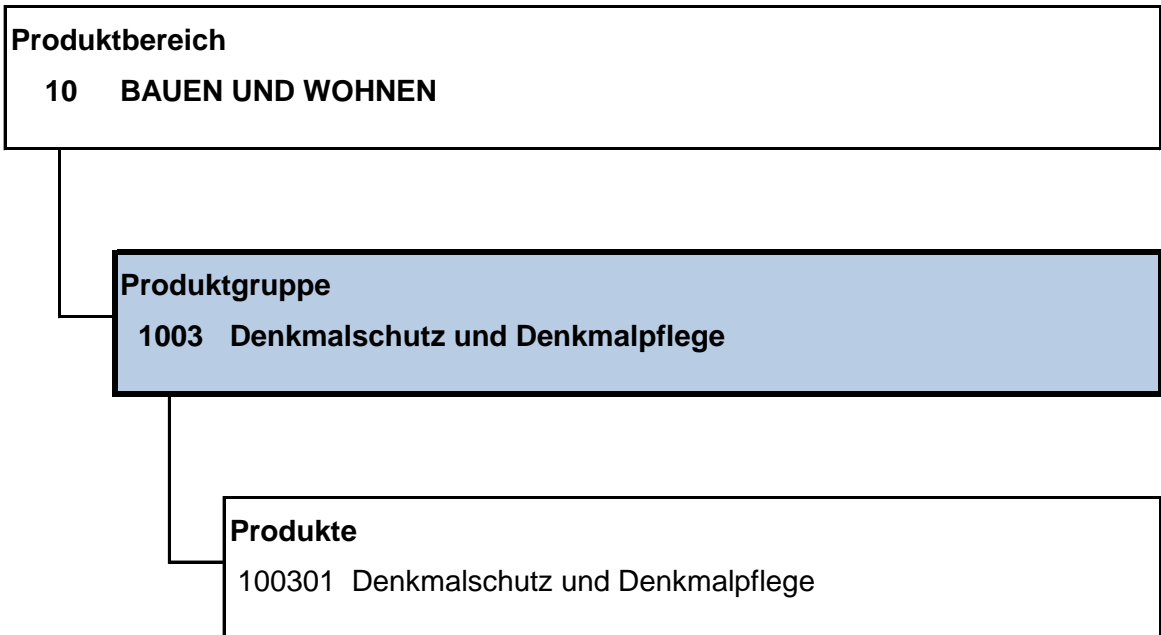 Produktbereich
10 BAUEN UND WOHNEN
Produktgruppe
1003 Denkmalschutz und Denkmalpflege
Produkte
100301 Denkmalschutz und Denkmalpflege